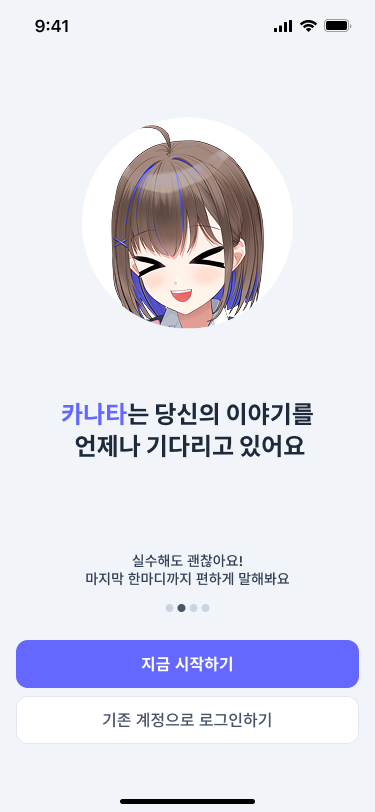 9:41
카나타는 당신의 이야기를
언제나 기다리고 있어요
실수해도 괜찮아요!
마지막 한마디까지 편하게 말해봐요
지금 시작하기
기존 계정으로 로그인하기